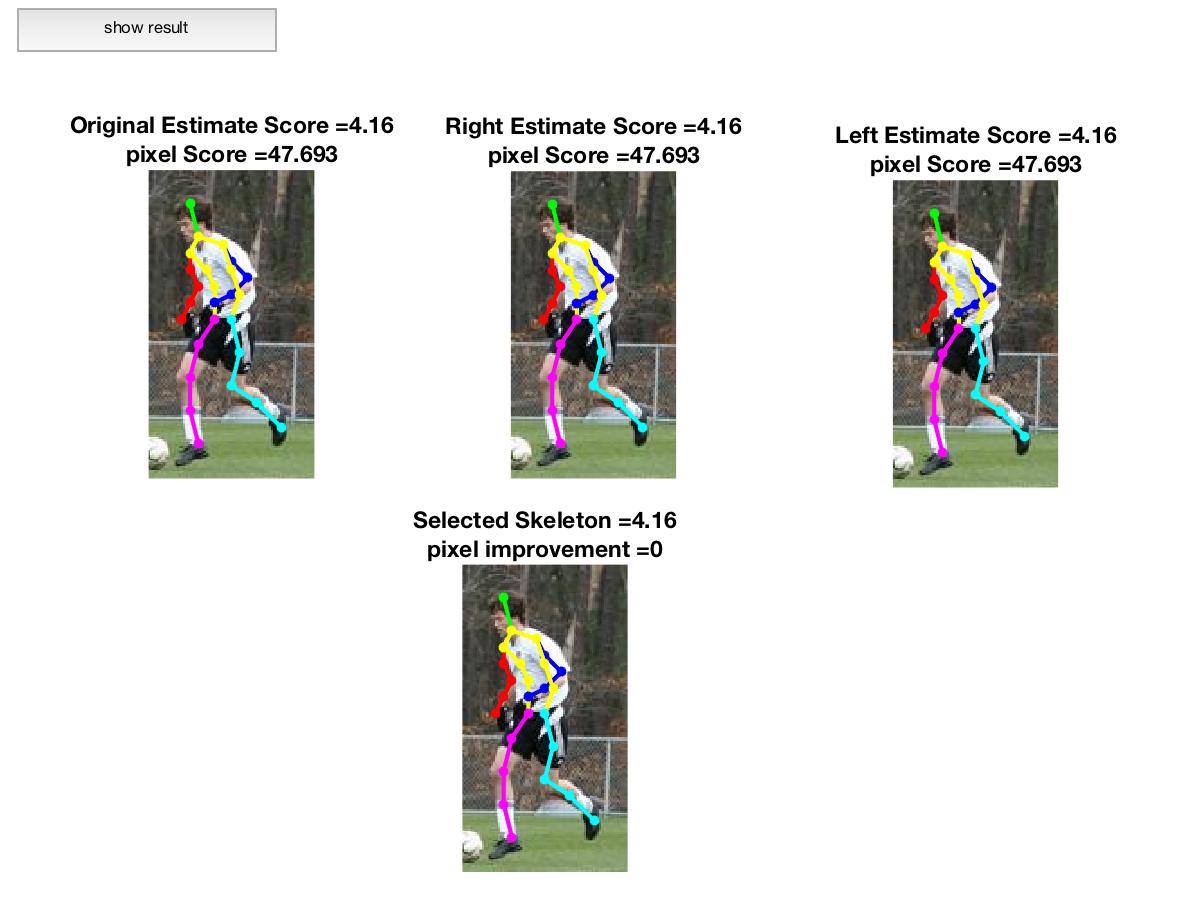 show result
Original Estimate Score =4.16
pixel Score =47.693
Right Estimate Score =4.16
pixel Score =47.693
Left Estimate Score =4.16
pixel Score =47.693
Selected Skeleton =4.16
pixel improvement =0